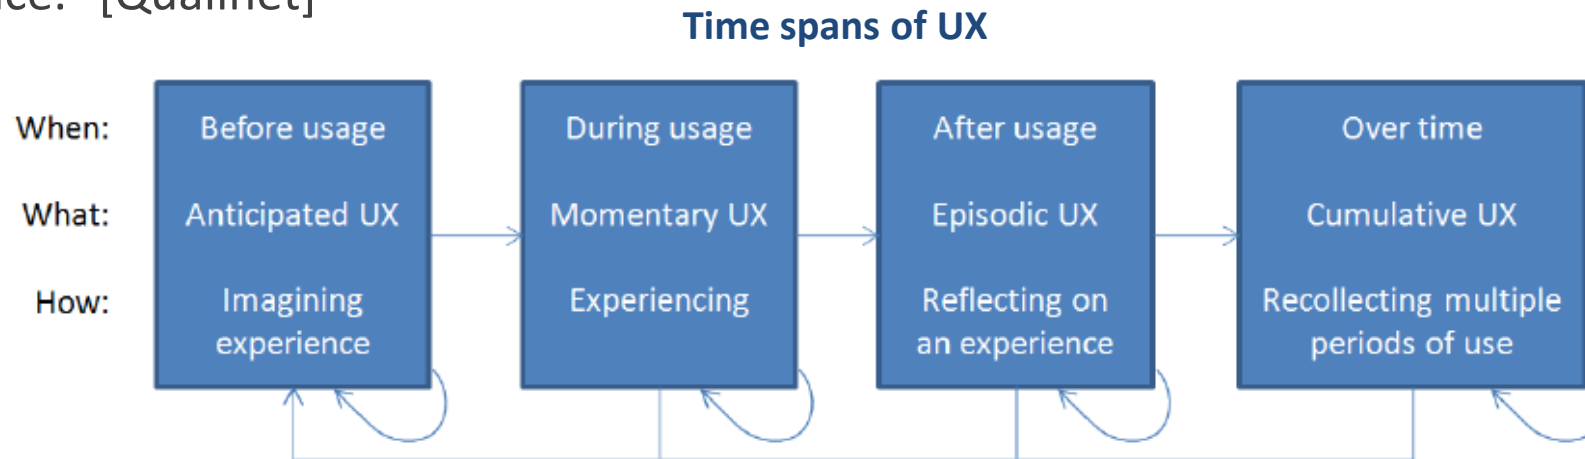 [Qualinet]
Time spans of UX
When: Before usage During usage After usage Over time
What: Anticipated UX Momentary UX Episodic UX Cumulative UX
How: Imagining Experiencing Reflecting on Recollecting multiple
experience an experience periods of use